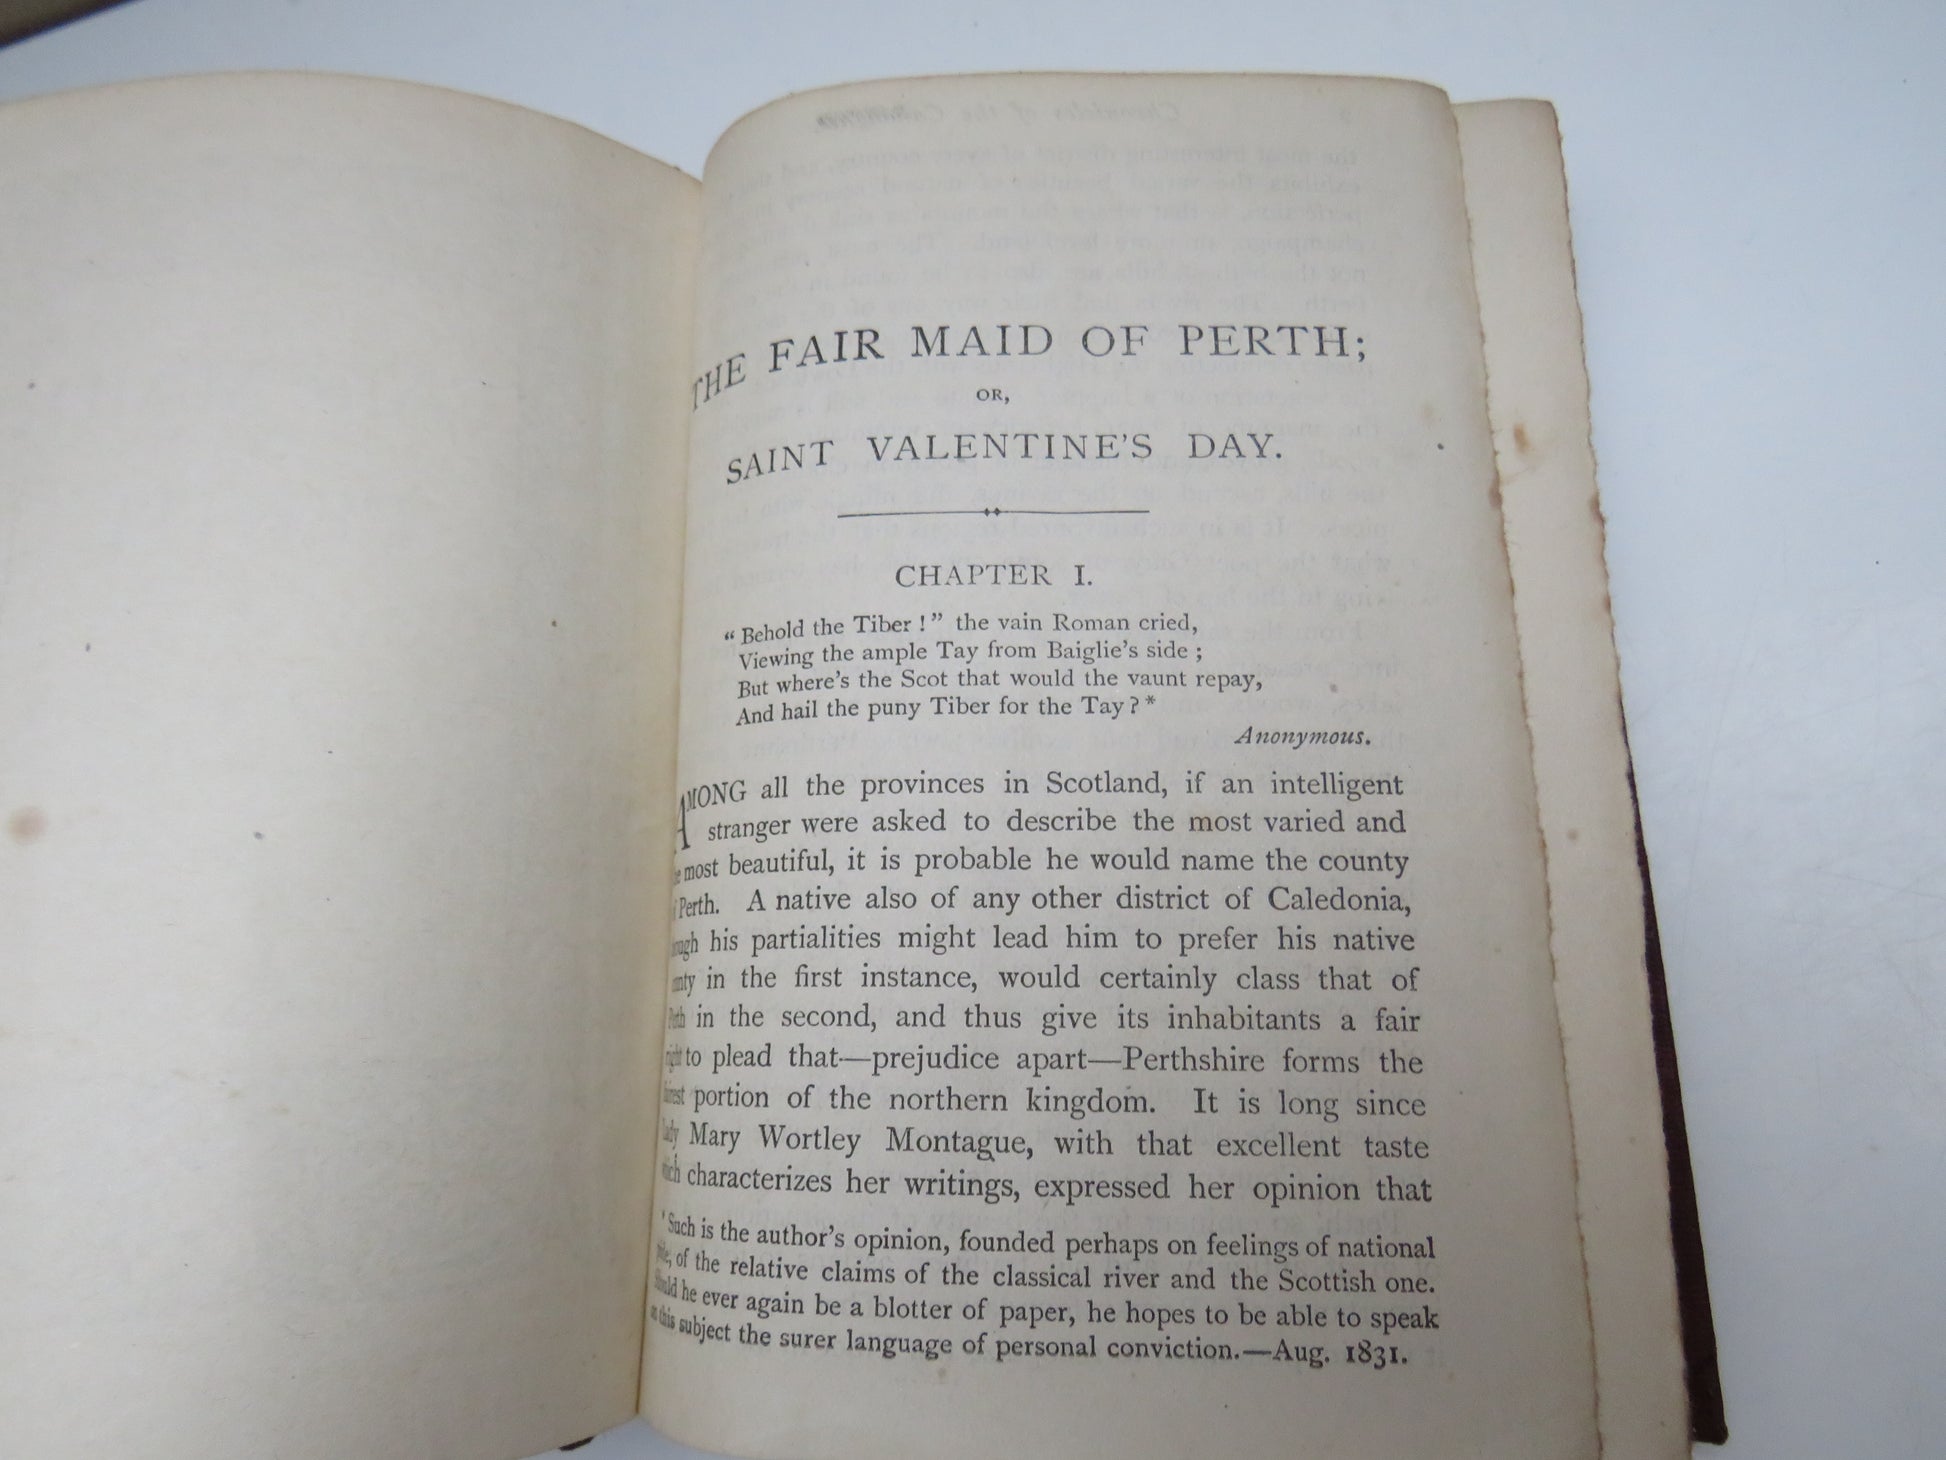 THE FAIR MAID OF PERTH;
OR,
SAINT VALENTINE'S DAY.
CHAPTER I.
“Behold the Tiber!” the vain Roman cried,
Viewing the ample Tay from Baiglie's side;
But where's the Scot that would the vaunt repay,
And hail the puny Tiber for the Tay?*
Anonymous.
AMONG all the provinces in Scotland, if an intelligent
stranger were asked to describe the most varied and
most beautiful, it is probable he would name the county
Perth. A native also of any other district of Caledonia,
his partialities might lead him to prefer his native
in the first instance, would certainly class that of
Perth in the second, and thus give its inhabitants a fair
right to plead that—prejudice apart—Perthshire forms the
portion of the northern kingdom. It is long since
Lady Mary Wortley Montague, with that excellent taste
characterizes her writings, expressed her opinion that
Such is the author's opinion, founded perhaps on feelings of national
of the relative claims of the classical river and the Scottish one.
Should he ever again be a blotter of paper, he hopes to be able to speak
on this subject the surer language of personal conviction.—Aug. 1831.